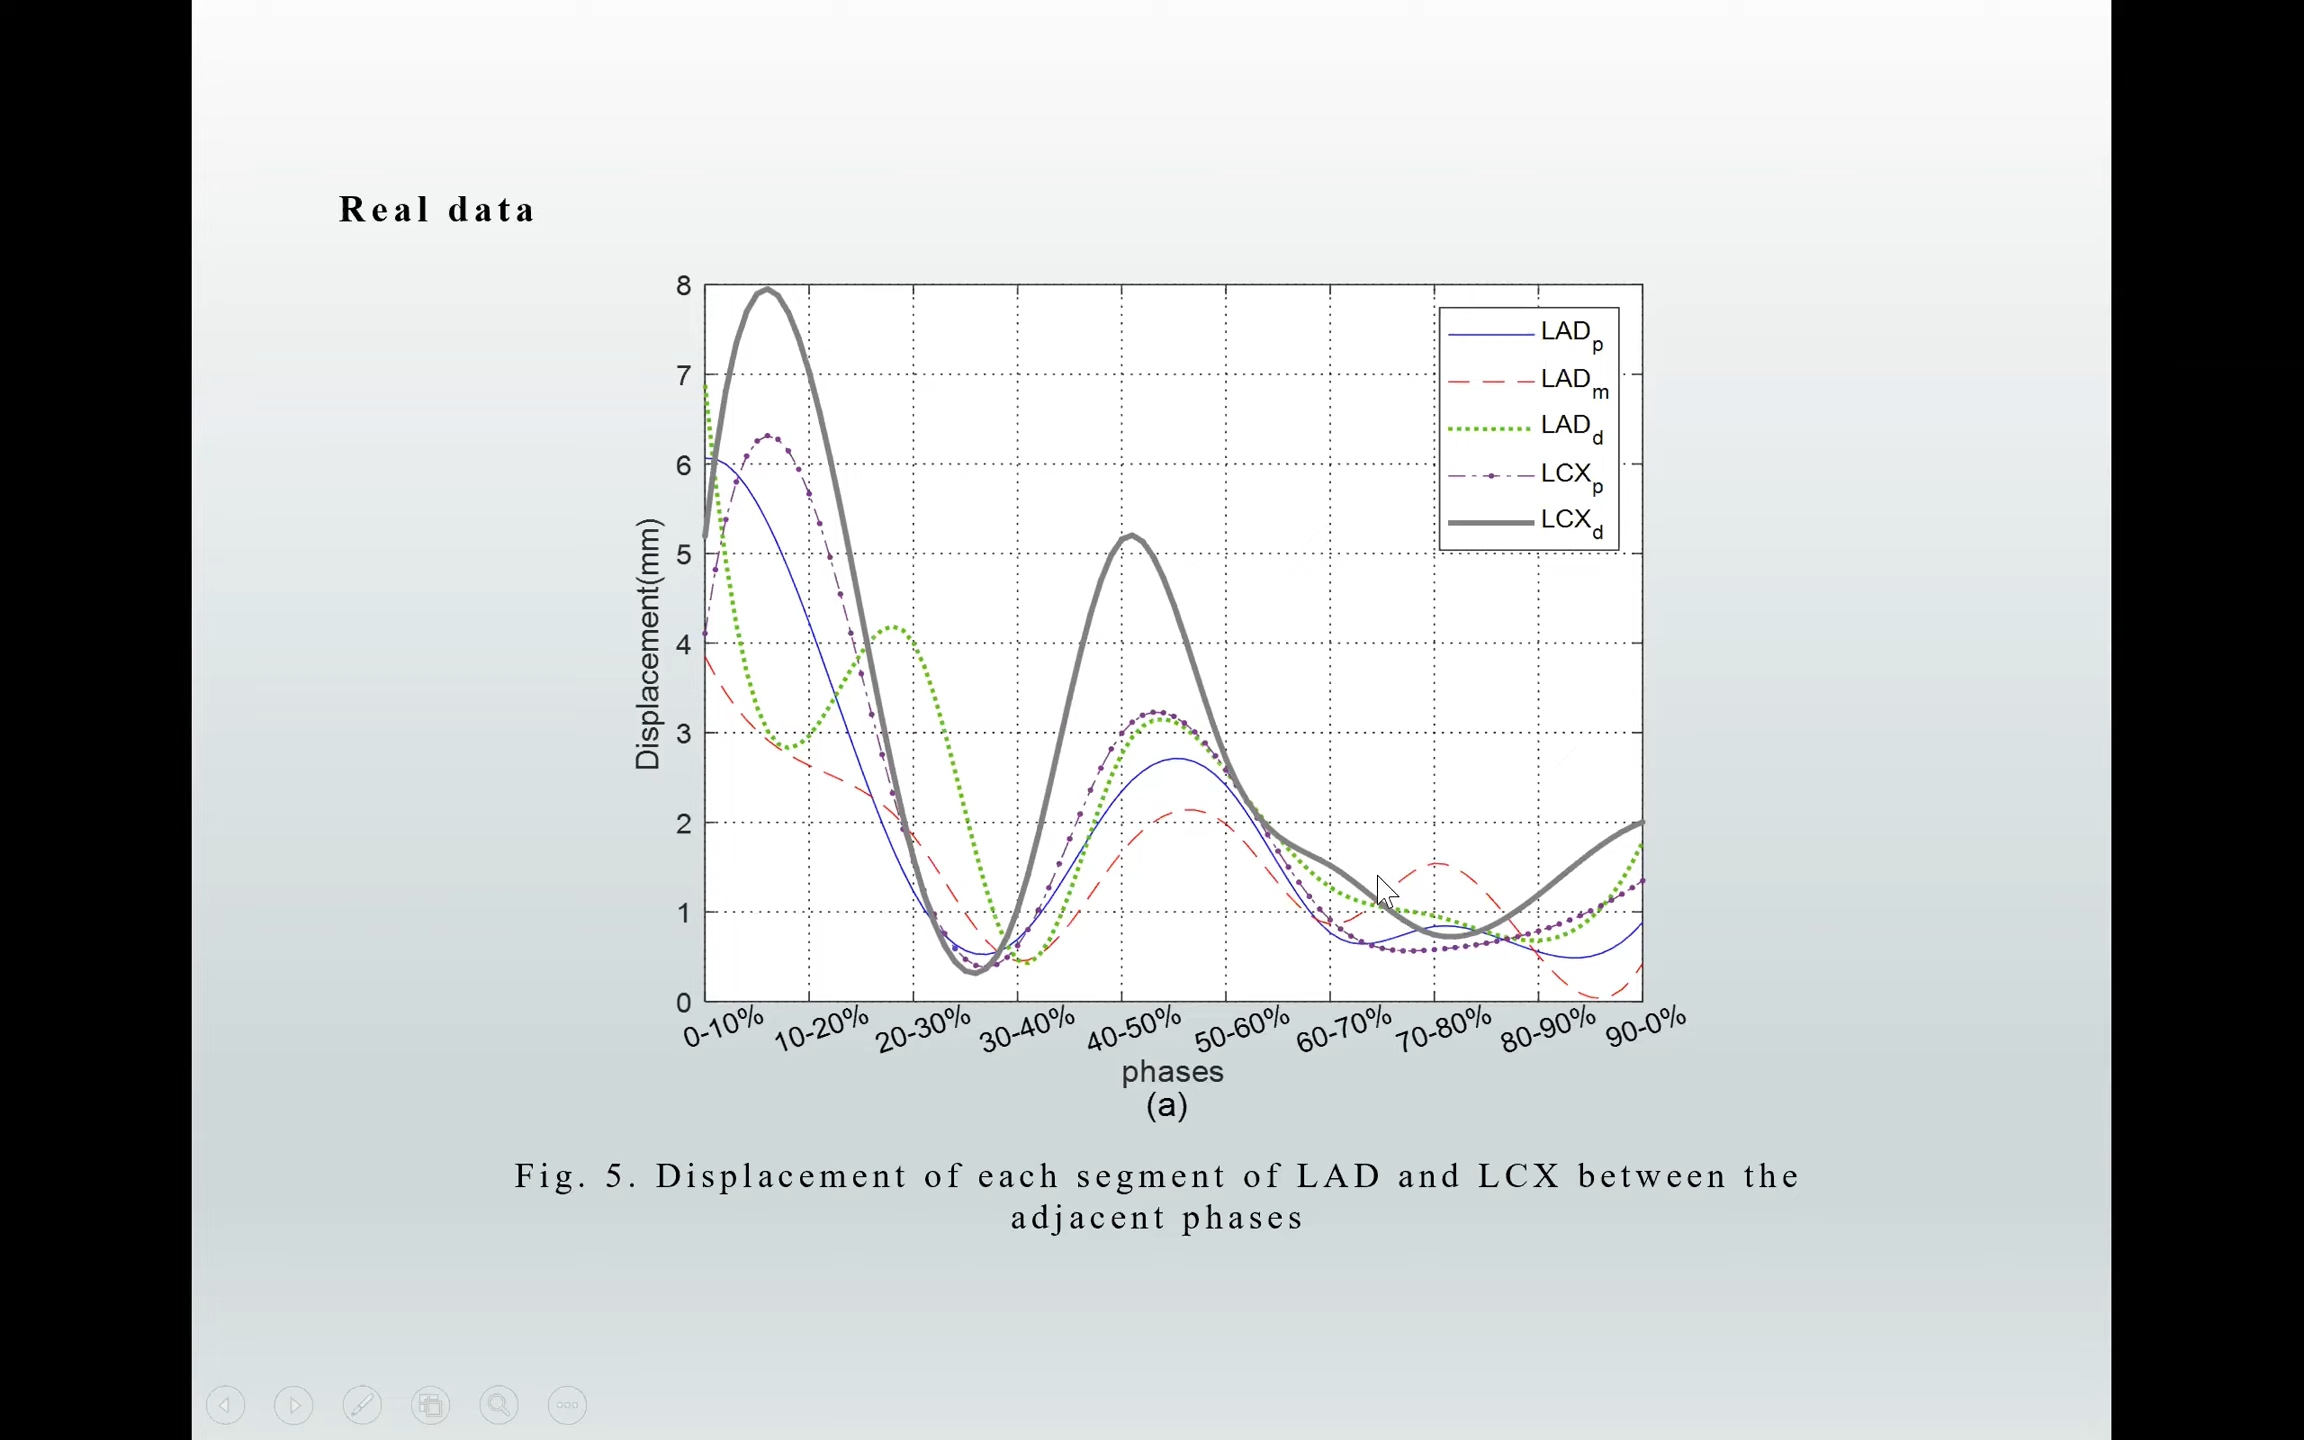 Real data
8
7
6
5
4
3
2
1
0
Displacement(mm)
LADp
LADm
LADd
LCXp
LCXd
0-10% 10-20% 20-30% 30-40% 40-50% 50-60% 60-70% 70-80% 80-90% 90-0%
phases
(a)
Fig. 5. Displacement of each segment of LAD and LCX between the
adjacent phases